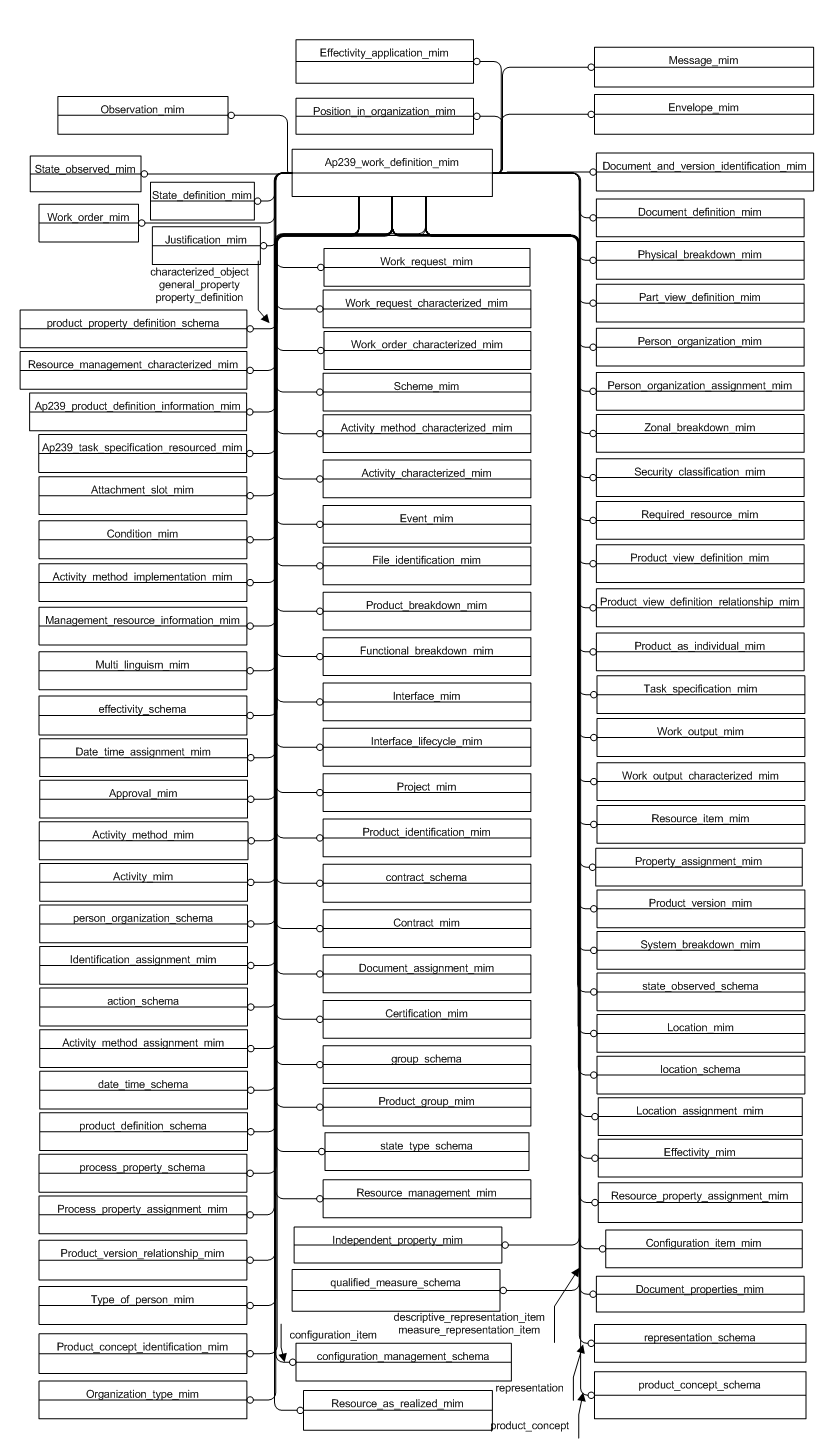 Effectivity_application_mim
Message_mim
Observation_mim
Position_in_organization_mim
Envelope_mim
State_observed_mim
Ap239_work_definition_mim
Document_and_version_identification_mim
State_definition_mim
Work_order_mim
Document_definition_mim
Justification_mim
Physical_breakdown_mim
characterized_object
general_property
property_definition
Work_request_mim
Work_request_characterized_mim
Part_view_definition_mim
product_property_definition_schema
Work_order_characterized_mim
Person_organization_mim
Resource_management_characterized_mim
Scheme_mim
Person_organization_assignment_mim
Ap239_product_definition_information_mim
Activity_method_characterized_mim
Zonal_breakdown_mim
Ap239_task_specification_resourced_mim
Activity_characterized_mim
Security_classification_mim
Attachment_slot_mim
Event_mim
Required_resource_mim
Condition_mim
File_identification_mim
Product_view_definition_mim
Activity_method_implementation_mim
Product_breakdown_mim
Product_view_definition_relationship_mim
Management_resource_information_mim
Functional_breakdown_mim
Product_as_individual_mim
Multi_linguism_mim
Interface_mim
Task_specification_mim
effectivity_schema
Interface_lifecycle_mim
Work_output_mim
Date_time_assignment_mim
Project_mim
Work_output_characterized_mim
Approval_mim
Product_identification_mim
Resource_item_mim
Activity_method_mim
contract_schema
Property_assignment_mim
Activity_mim
Contract_mim
Product_version_mim
person_organization_schema
Document_assignment_mim
System_breakdown_mim
Identification_assignment_mim
Certification_mim
state_observed_schema
action_schema
group_schema
Location_mim
Activity_method_assignment_mim
Product_group_mim
location_schema
date_time_schema
state_type_schema
Location_assignment_mim
product_definition_schema
Resource_management_mim
Effectivity_mim
process_property_schema
Resource_property_assignment_mim
Process_property_assignment_mim
Independent_property_mim
Configuration_item_mim
Product_version_relationship_mim
qualified_measure_schema
Document_properties_mim
Type_of_person_mim
descriptive_representation_item
measure_representation_item
configuration_item
representation_schema
Product_concept_identification_mim
configuration_management_schema
representation
product_concept_schema
Organization_type_mim
Resource_as_realized_mim
product_concept